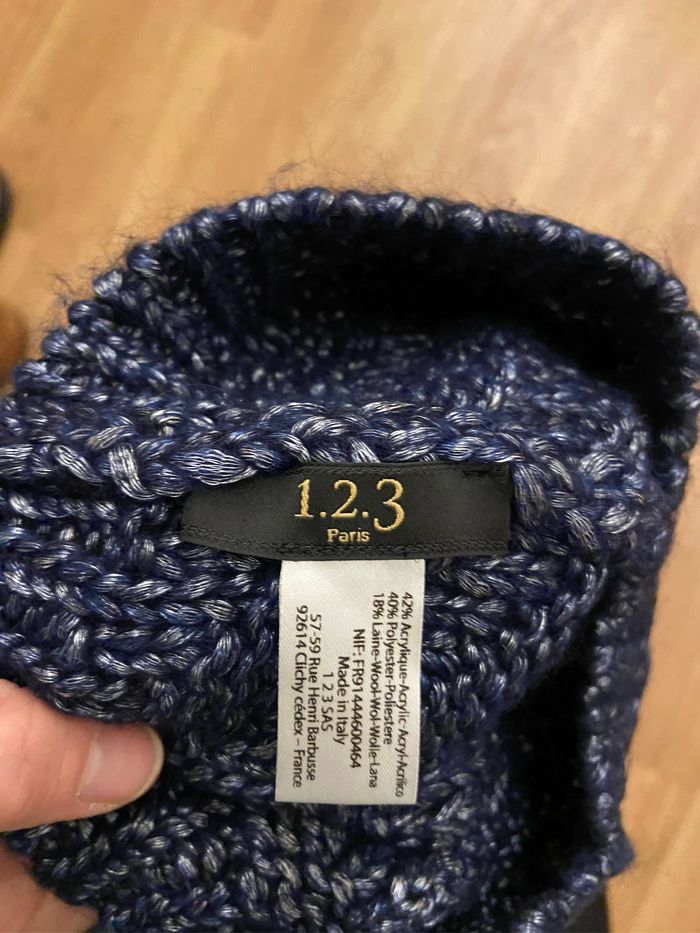 1.2.3
Paris
42% Acrylique-Acrylic-Acryl-Acrilico
40% Polyester-Poliestere
18% Laine-Wool-Wol-Wolle-Lana
NIF: FR91444600464
Made in Italy
1 2 3 SAS
57-59 Rue Henri Barbusse
92614 Clichy cédex – France